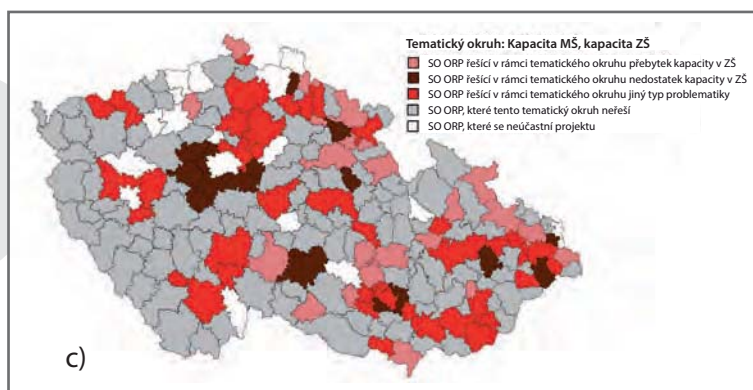 Tematický okruh: Kapacita MŠ, kapacita ZŠ
SO ORP řešící v rámci tematického okruhu přebytek kapacity v ZŠ
SO ORP řešící v rámci tematického okruhu nedostatek kapacity v ZŠ
SO ORP řešící v rámci tematického okruhu jiný typ problematiky
SO ORP, které tento tematický okruh neřeší
SO ORP, které se neúčastní projektu
c)